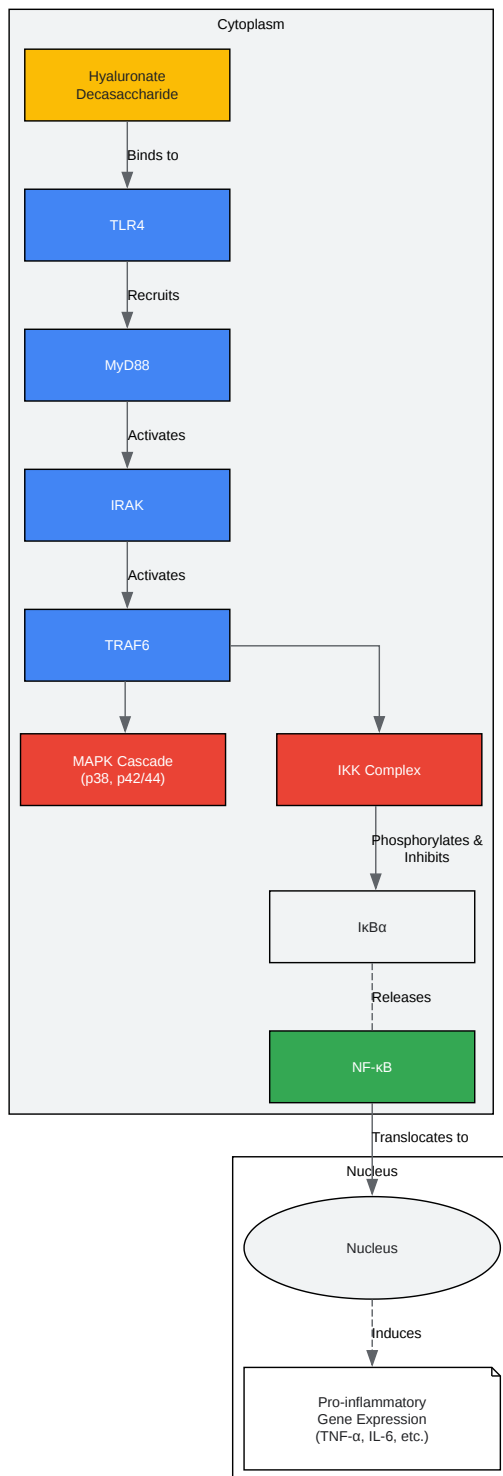 Cytoplasm
Hyaluronate
Decasaccharide
Binds to
TLR4
Recruits
MyD88
Activates
IRAK
Activates
TRAF6
MAPK Cascade
(p38, p42/44)
IKK Complex
Phosphorylates &
Inhibits
IκBα
Releases
NF-κB
Translocates to
Nucleus
Nucleus
Induces
Pro-inflammatory
Gene Expression
(TNF-α, IL-6, etc.)